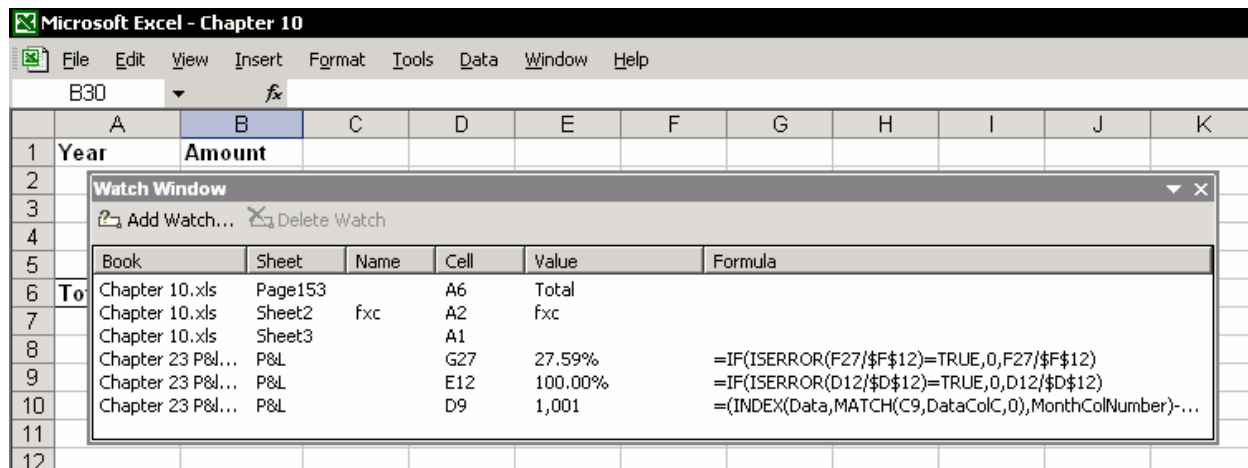 Microsoft Excel - Chapter 10
File Edit View Insert Format Tools Data Window Help
B30 fx
A B C D E F G H I J K
1 Year Amount
2
Watch Window
3
Add Watch... Delete Watch
4
5
Book Sheet Name Cell Value Formula
6 To
Chapter 10.xls Page153 A6 Total
7
Chapter 10.xls Sheet2 fxc A2 fxc
Chapter 10.xls Sheet3 A1
8
Chapter 23 P&l... P&L G27 27.59% =IF(ISERROR(F27/$F$12)=TRUE,0,F27/$F$12)
9
Chapter 23 P&l... P&L E12 100.00% =IF(ISERROR(D12/$D$12)=TRUE,0,D12/$D$12)
10
Chapter 23 P&l... P&L D9 1,001 =(INDEX(Data,MATCH(C9,DataColC,0),MonthColNumber)-...
11
12